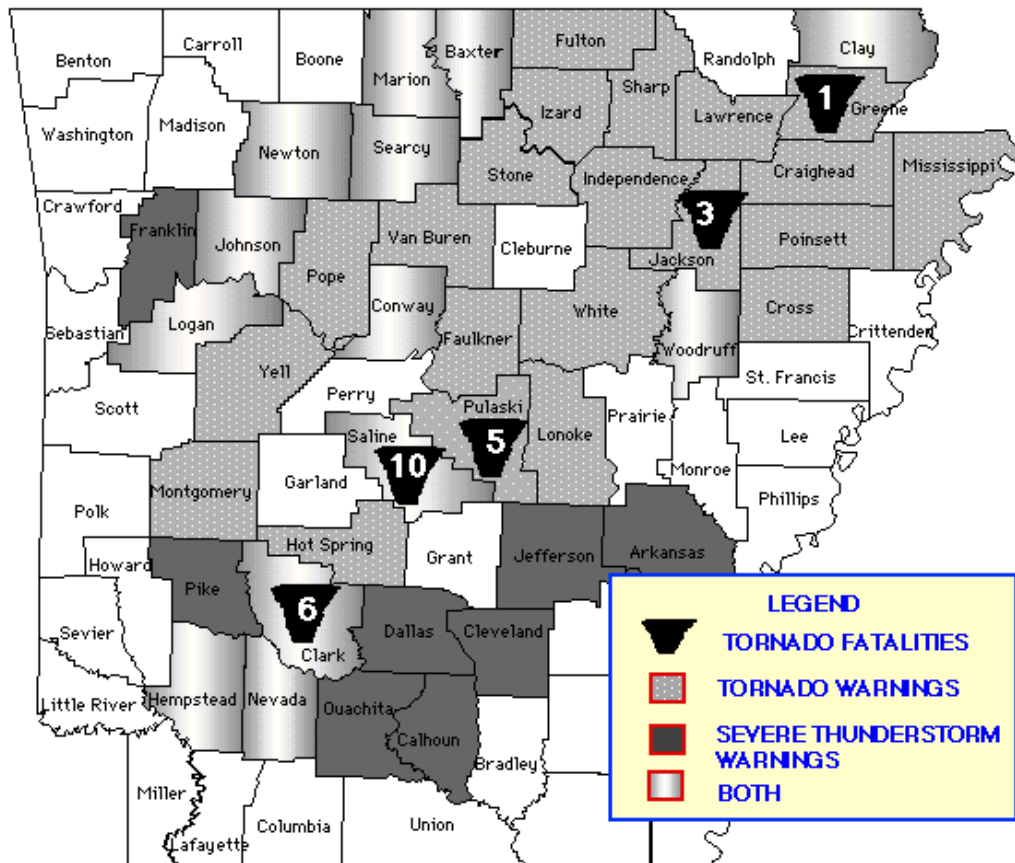 Benton
Carroll
Boone
Marion
Baxter
Fulton
Sharp
Randolph
Clay
1
Greene
Washington
Madison
Newton
Searcy
Izard
Lawrence
Stone
Independence
Craighead
Mississippi
Crawford
Franklin
Johnson
Pope
Van Buren
Cleburne
3
Jackson
Poinsett
Sebastian
Logan
Conway
Faulkner
White
Woodruff
Cross
Crittenden
Scott
Yell
Perry
Pulaski
St. Francis
Saline
10
5
Lonoke
Prairie
Lee
Monroe
Montgomery
Garland
Phillips
Polk
Hot Spring
Grant
Jefferson
Arkansas
Howard
Pike
6
Clark
Dallas
Cleveland
Sevier
Little River
Hempstead
Nevada
Ouachita
Calhoun
Bradley
Miller
Lafayette
Columbia
Union
LEGEND
TORNADO FATALITIES
TORNADO WARNINGS
SEVERE THUNDERSTORM
WARNINGS
BOTH